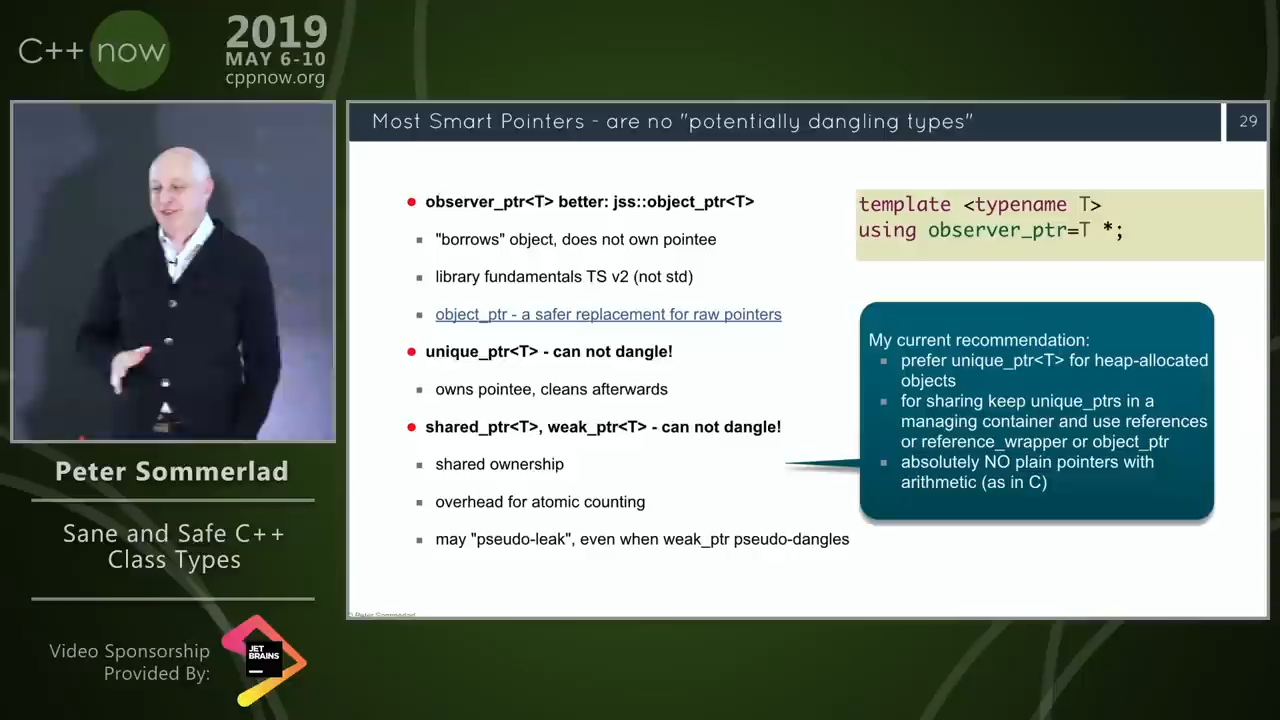 C++ now
2019
MAY 6-10
cppnow.org
Most Smart Pointers - are no "potentially dangling types"
29
observer_ptr<T> better: jss::object_ptr<T>
"borrows" object, does not own pointee
library fundamentals TS v2 (not std)
object_ptr - a safer replacement for raw pointers
unique_ptr<T> - can not dangle!
owns pointee, cleans afterwards
shared_ptr<T>, weak_ptr<T> - can not dangle!
shared ownership
overhead for atomic counting
may "pseudo-leak", even when weak_ptr pseudo-dangles
template <typename T>
using observer_ptr=T *;
My current recommendation:
prefer unique_ptr<T> for heap-allocated
objects
for sharing keep unique_ptrs in a
managing container and use references
or reference_wrapper or object_ptr
absolutely NO plain pointers with
arithmetic (as in C)
© Peter Sommerlad
Peter Sommerlad
Sane and Safe C++
Class Types
Video Sponsorship
Provided By:
JET
BRAINS